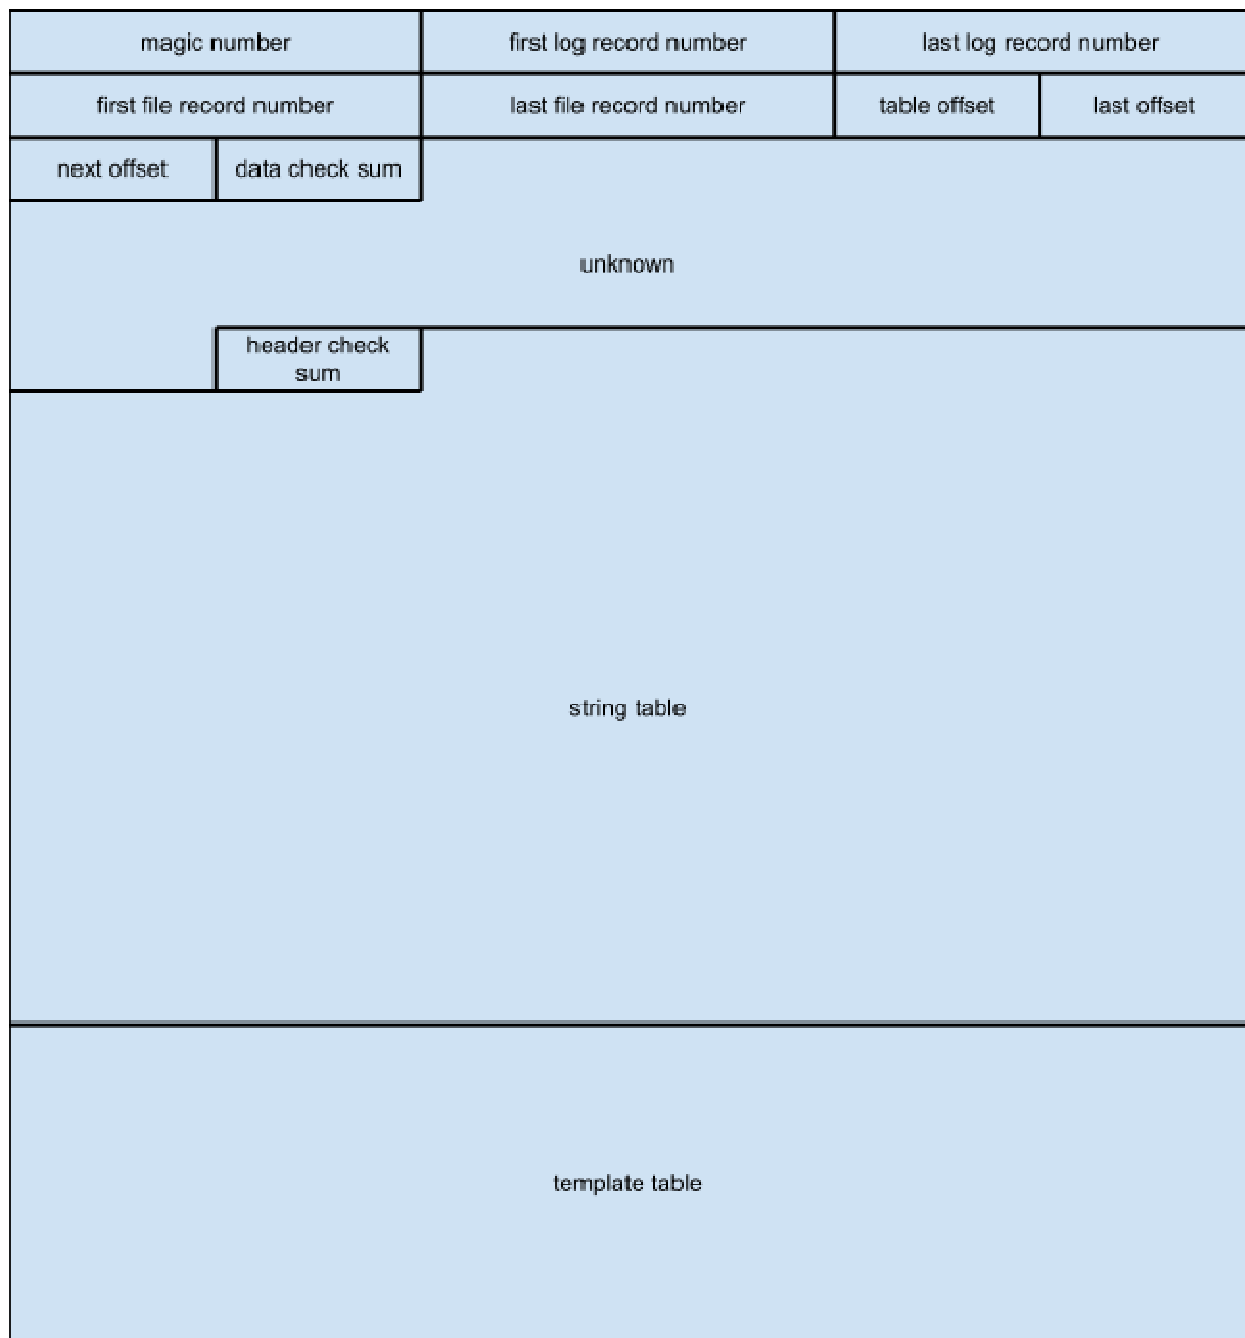 magic number
first log record number
last log record number
first file record number
last file record number
table offset
last offset
next offset
data check sum
unknown
header check
sum
string table
template table